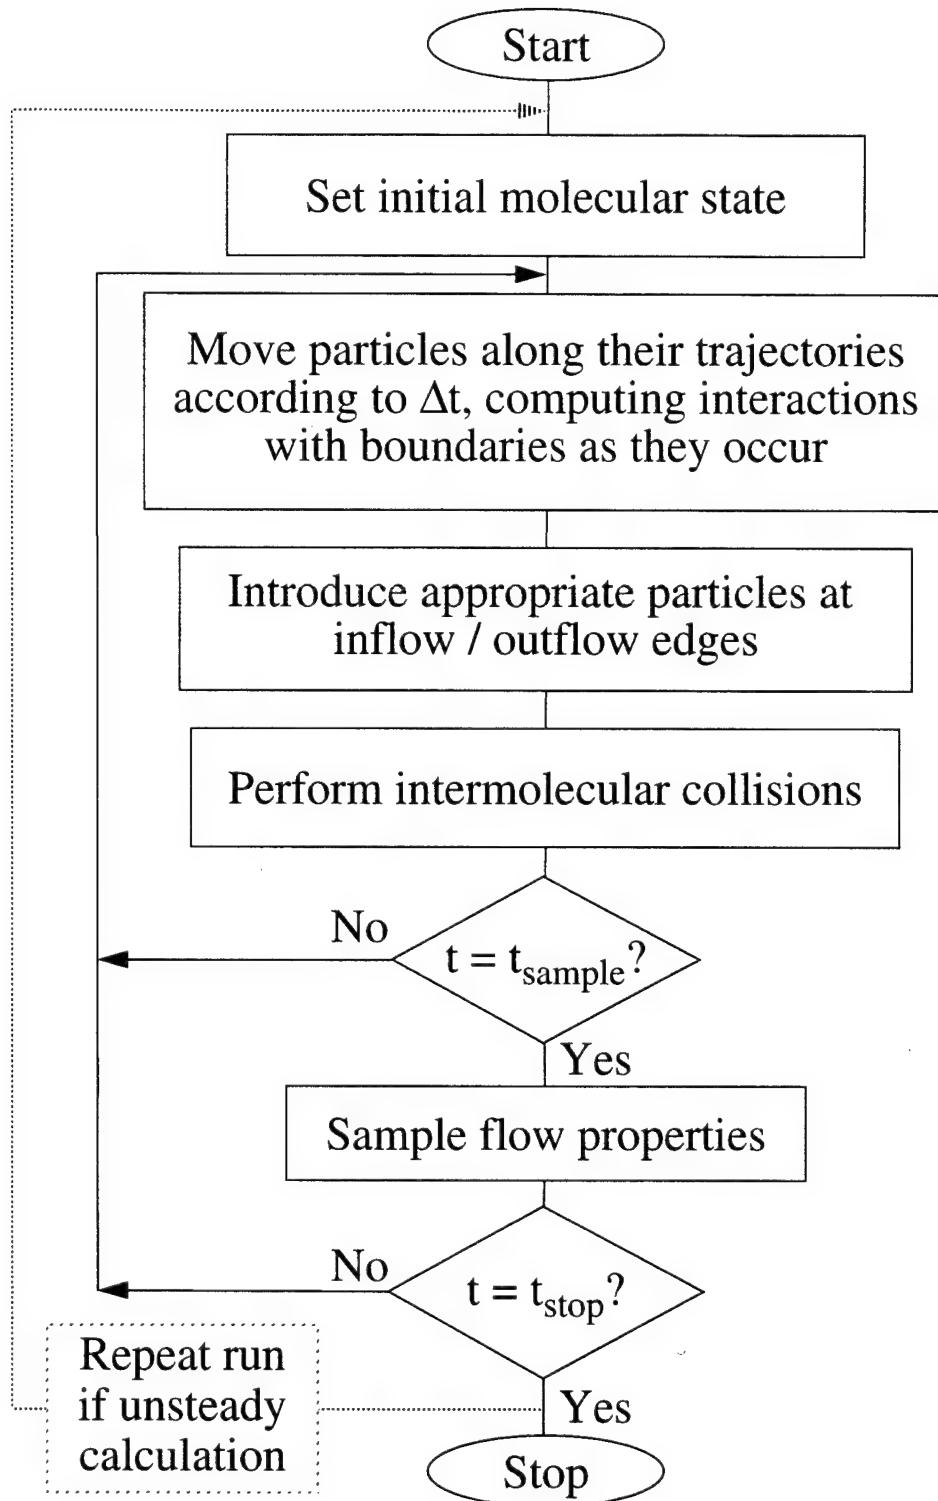 Start
Set initial molecular state
Move particles along their trajectories
according to Δt, computing interactions
with boundaries as they occur
Introduce appropriate particles at
inflow / outflow edges
Perform intermolecular collisions
No
t = tsample?
Yes
Sample flow properties
No
t = tstop?
Repeat run
if unsteady
calculation
Yes
Stop